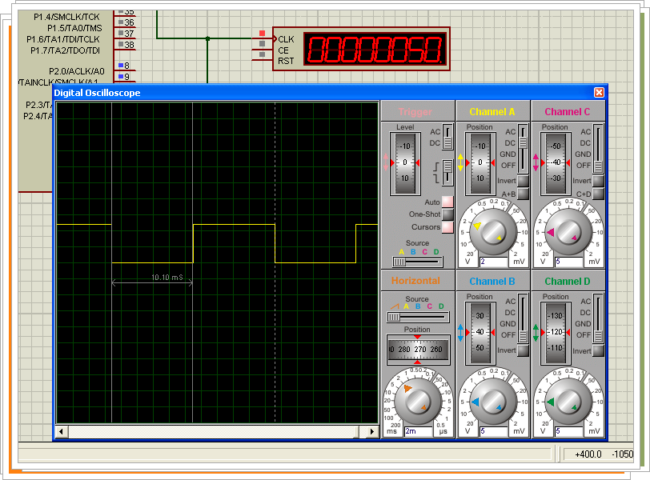 P1.4/SMCLK/TCK
35
P1.5/TA0/TMS
36
P1.6/TA1/TDI/TCLK
37
P1.7/TA2/TDO/TDI
38
P2.0/ACLK/A0
8
/TAINCLK/SMCLK/A1
9
P2.3/TA
P2.4/TA
CLK
CE
RST
00000050
Digital Oscilloscope
10.10 mS
Trigger
Level
-10
0
10
AC
DC
Auto
One-Shot
Cursors
Source
A B C D
Channel A
Position
-10
0
10
AC
DC
GND
OFF
Invert
A+B
V
2
mV
Channel C
Position
-50
-40
-30
AC
DC
GND
OFF
Invert
C+D
V
5
mV
Horizontal
Source
A B C D
Position
280 270 260
ms
2m
µs
Channel B
Position
30
40
50
AC
DC
GND
OFF
Invert
V
5
mV
Channel D
Position
-130
-120
-110
AC
DC
GND
OFF
Invert
V
5
mV
+400.0 -1050